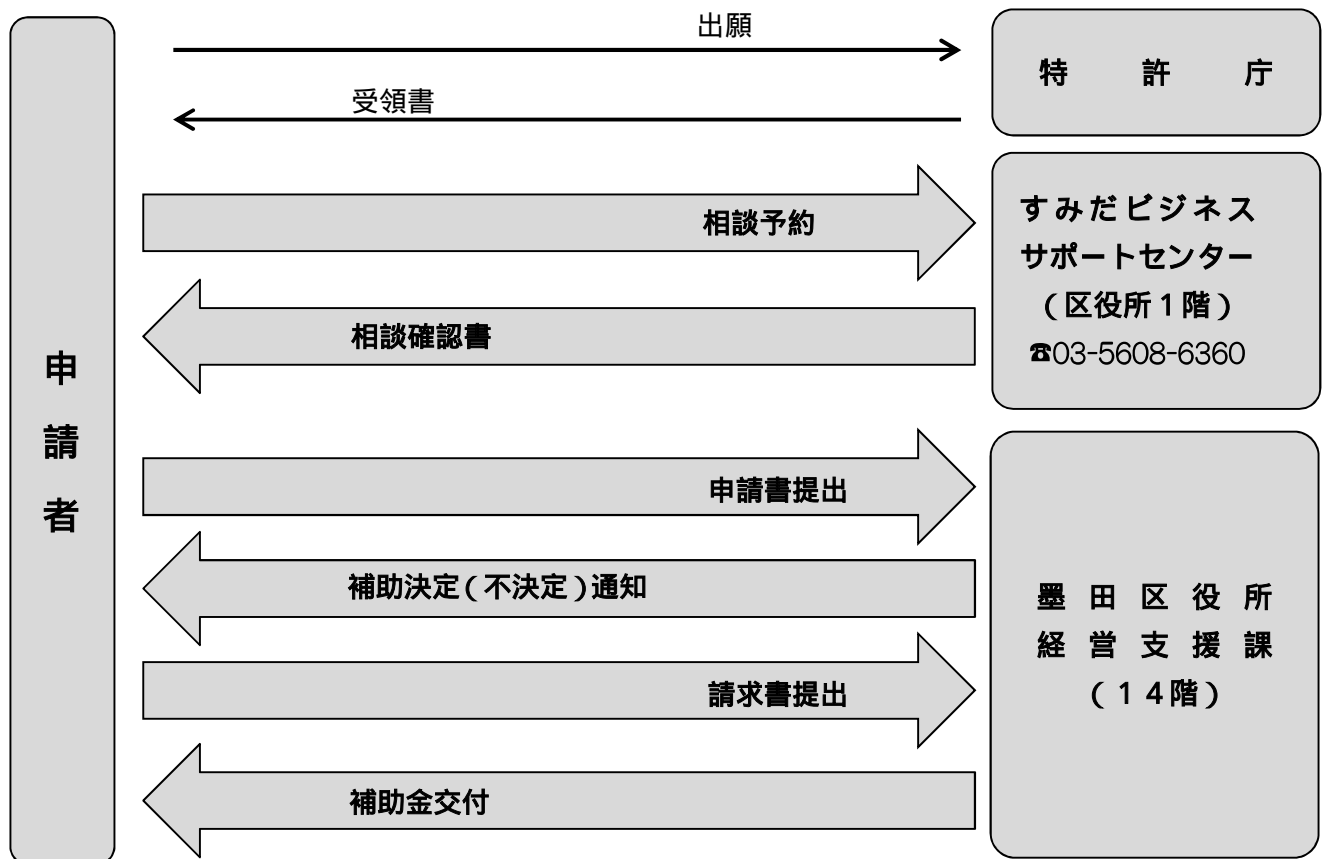 申請者
出願
受領書
特許庁
相談予約
相談確認書
すみだビジネス
サポートセンター
(区役所1階)
☎03-5608-6360
申請書提出
補助決定(不決定)通知
請求書提出
補助金交付
墨田区役所
経営支援課
(14階)